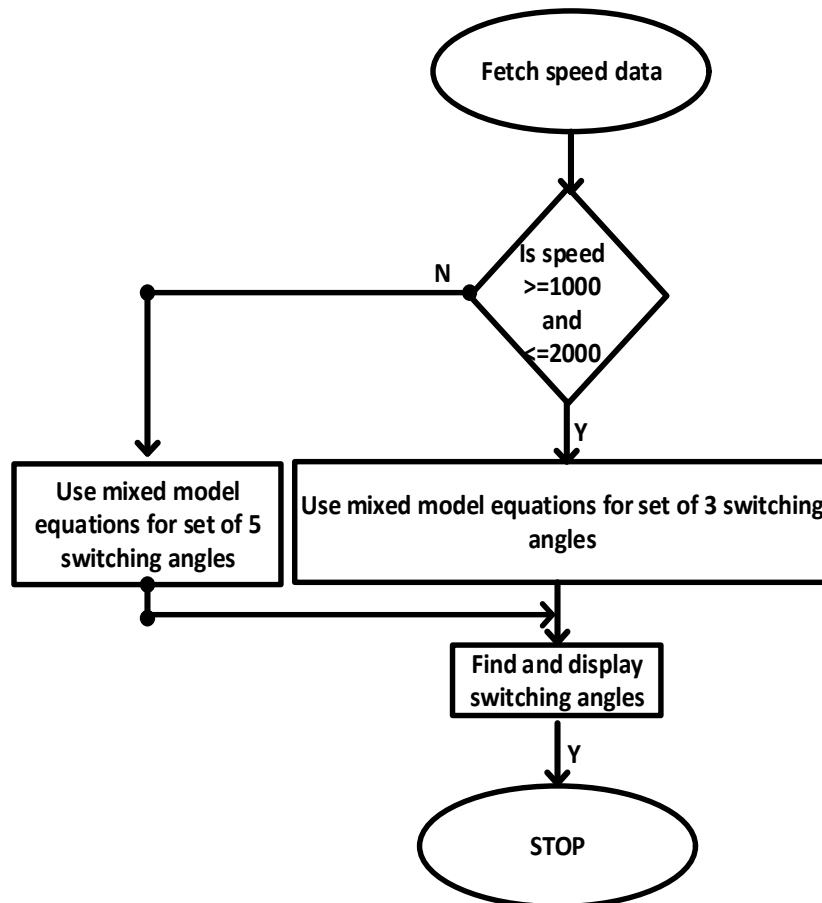 Fetch speed data
Is speed
>=1000
and
<=2000
N
Y
Use mixed model
equations for set of 5
switching angles
Use mixed model equations for set of 3 switching
angles
Find and display
switching angles
Y
STOP